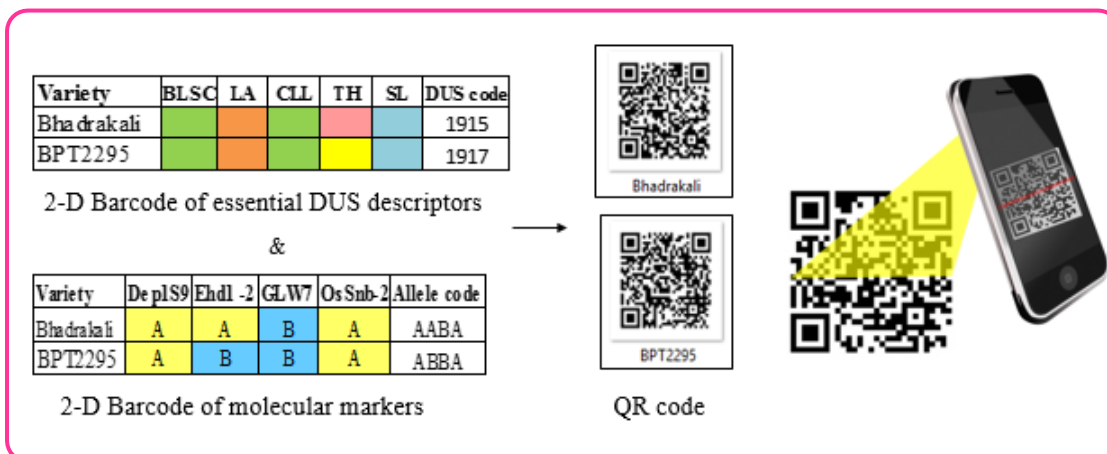 Variety BLSC LA CLL TH SL DUS code
Bhadrakali 1915
BPT2295 1917
2-D Barcode of essential DUS descriptors
&
Variety Dep1S9 Ehd1 -2 GLW7 OsSnb-2 Allele code
Bhadrakali A A B A AABA
BPT2295 A B B A ABBA
2-D Barcode of molecular markers
Bhadrakali
BPT2295
QR code